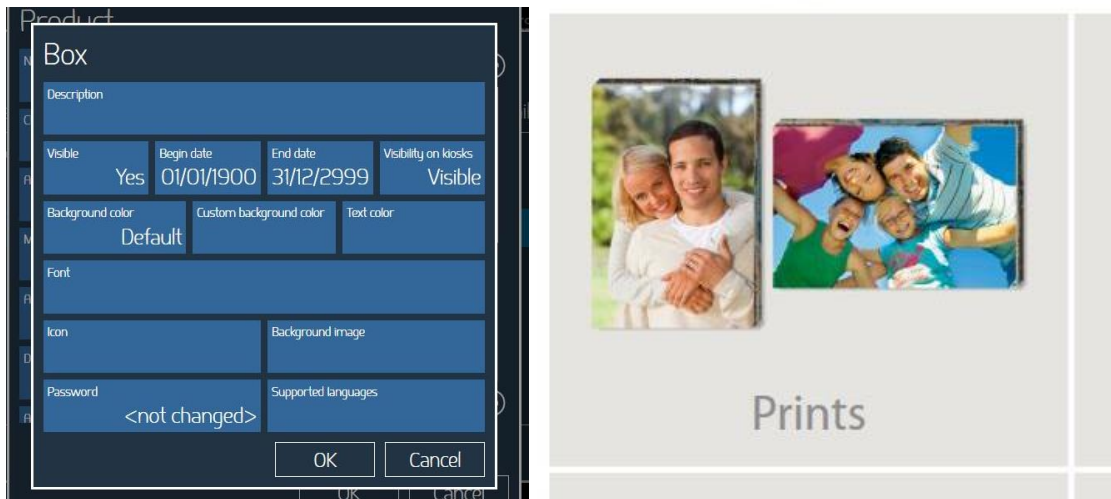 Product
Box
Description
Visible
Yes
Begin date
01/01/1900
End date
31/12/2999
Visibility on kiosks
Visible
Background color
Default
Custom background color
Text color
Font
Icon
Background image
Password
<not changed>
Supported languages
OK
Cancel
OK
Cancel
Prints